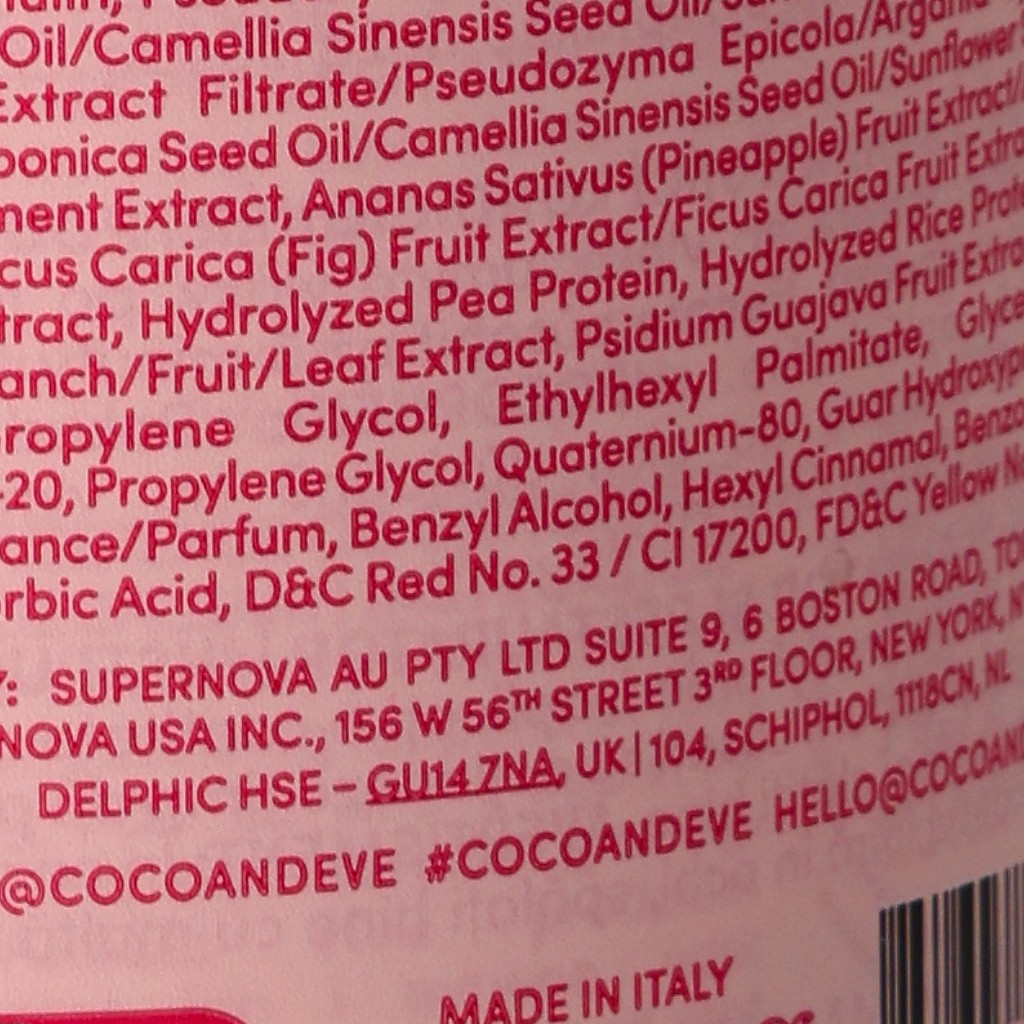 Oil/Camellia Sinensis Seed Oil/
Extract Filtrate/Pseudozyma Epicola/Argania
ponica Seed Oil/Camellia Sinensis Seed Oil/Sunflower
ment Extract, Ananas Sativus (Pineapple) Fruit Extract/
cus Carica (Fig) Fruit Extract/Ficus Carica Fruit Extra
tract, Hydrolyzed Pea Protein, Hydrolyzed Rice Prote
anch/Fruit/Leaf Extract, Psidium Guajava Fruit Extra
ropylene Glycol, Ethylhexyl Palmitate, Glyce
-20, Propylene Glycol, Quaternium-80, Guar Hydroxyp
ance/Parfum, Benzyl Alcohol, Hexyl Cinnamal, Benzo
rbic Acid, D&C Red No. 33 / CI 17200, FD&C Yellow N
Y: SUPERNOVA AU PTY LTD SUITE 9, 6 BOSTON ROAD, TO
NOVA USA INC., 156 W 56TH STREET 3RD FLOOR, NEW YORK, N
DELPHIC HSE – GU14 7NA, UK | 104, SCHIPHOL, 1118CN, NL
@COCOANDEVE #COCOANDEVE HELLO@COCOAND
MADE IN ITALY